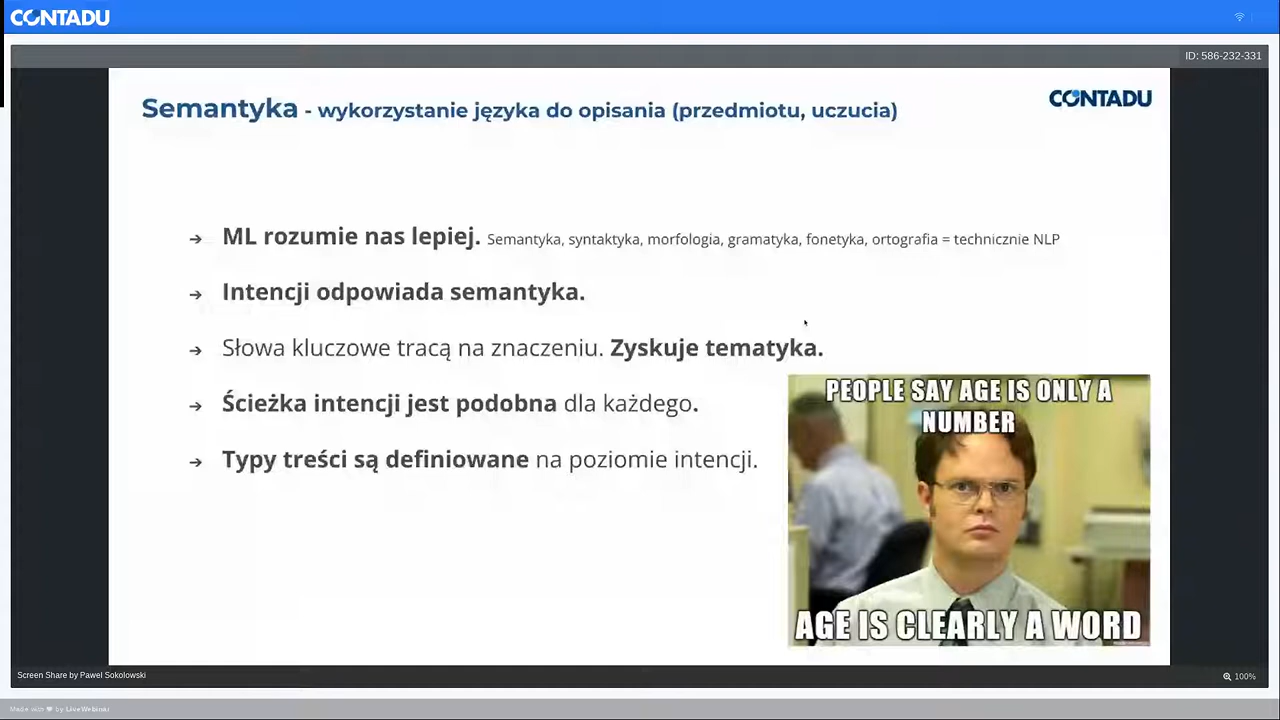 CONTADU
ID: 586-232-331
Semantyka - wykorzystanie języka do opisania (przedmiotu, uczucia)
CONTADU
➔ ML rozumie nas lepiej. Semantyka, syntaktyka, morfologia, gramatyka, fonetyka, ortografia = technicznie NLP
➔ Intencji odpowiada semantyka.
➔ Słowa kluczowe tracą na znaczeniu. Zyskuje tematyka.
➔ Ścieżka intencji jest podobna dla każdego.
➔ Typy treści są definiowane na poziomie intencji.
PEOPLE SAY AGE IS ONLY A
NUMBER
AGE IS CLEARLY A WORD
Screen Share by Pawel Sokolowski
100%
Made with ❤ by LiveWebinar